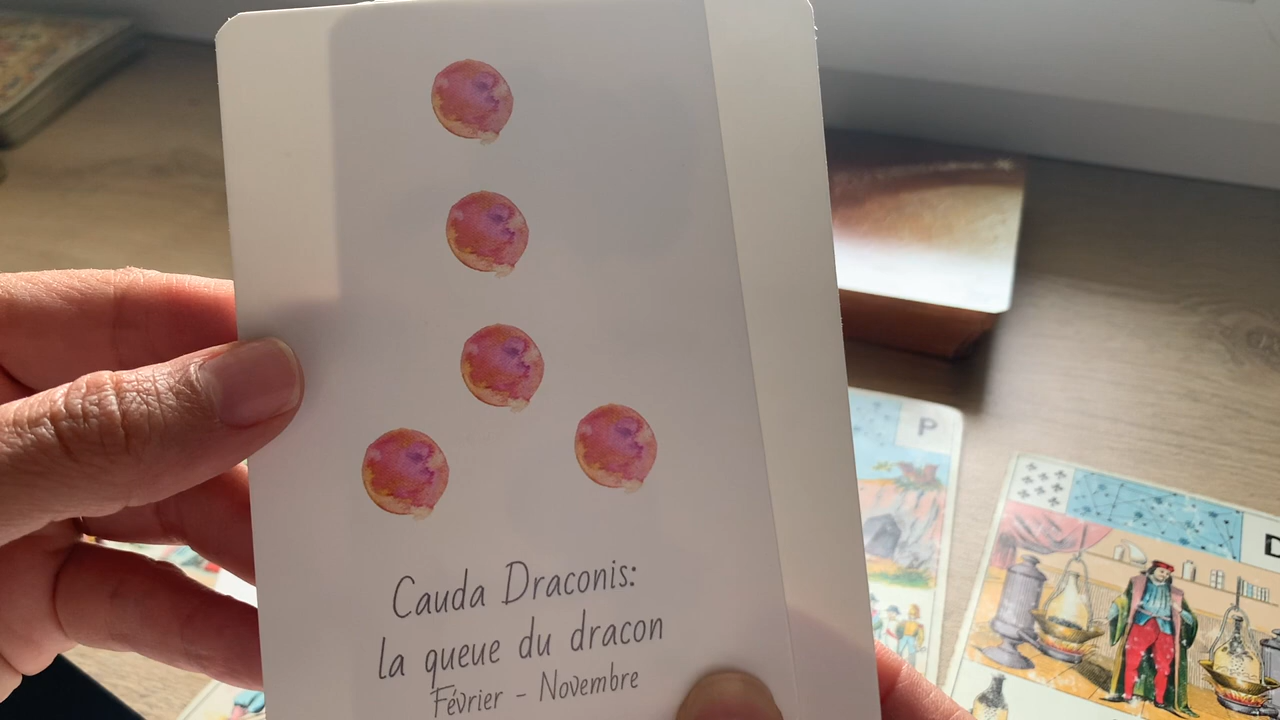 Cauda Draconis:
la queue du dracon
Février - Novembre
P
D